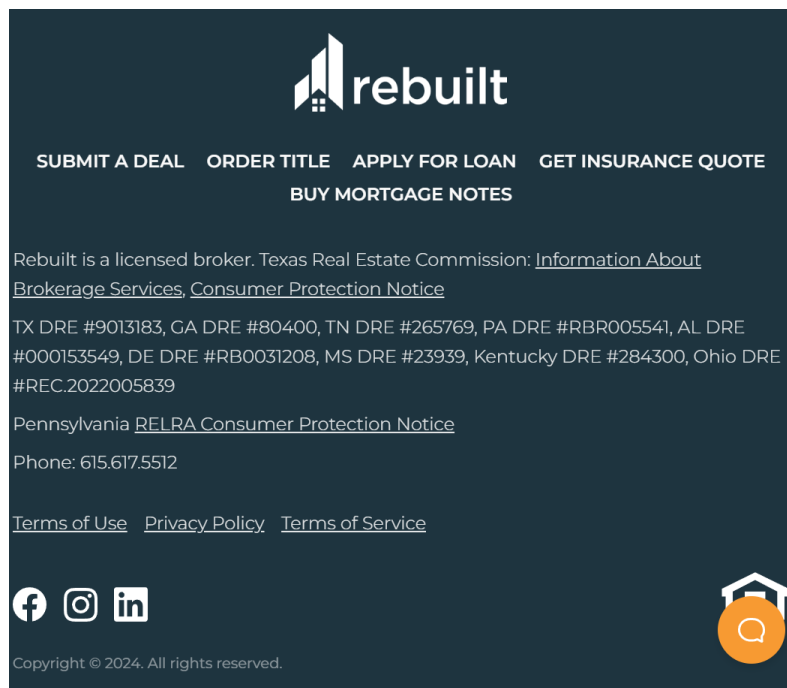 rebuilt
SUBMIT A DEAL ORDER TITLE APPLY FOR LOAN GET INSURANCE QUOTE
BUY MORTGAGE NOTES
Rebuilt is a licensed broker. Texas Real Estate Commission: Information About
Brokerage Services, Consumer Protection Notice
TX DRE #9013183, GA DRE #80400, TN DRE #265769, PA DRE #RBR005541, AL DRE
#000153549, DE DRE #RB0031208, MS DRE #23939, Kentucky DRE #284300, Ohio DRE
#REC.2022005839
Pennsylvania RELRA Consumer Protection Notice
Phone: 615.617.5512
Terms of Use Privacy Policy Terms of Service
Copyright © 2024. All rights reserved.